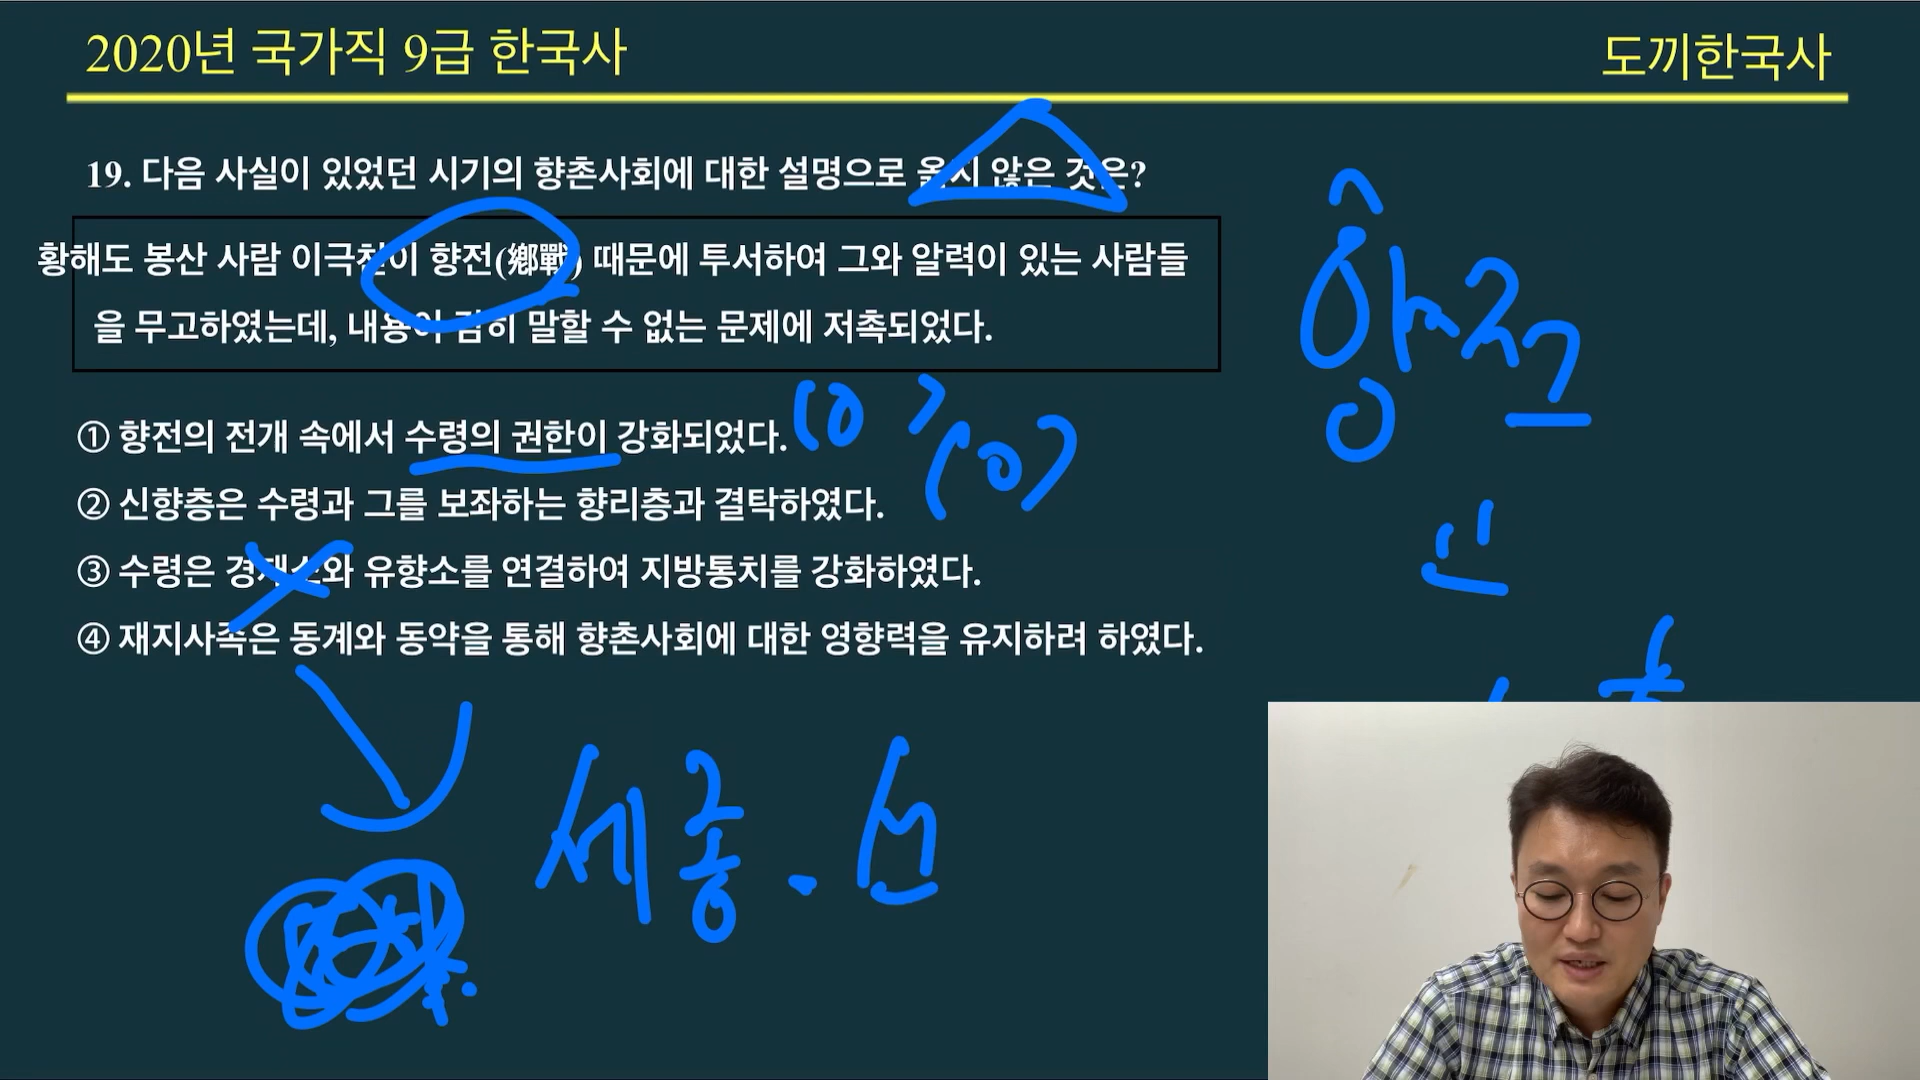 2020년 국가직 9급 한국사
도끼한국사
19. 다음 사실이 있었던 시기의 향촌사회에 대한 설명으로 옳지 않은 것은?
황해도 봉산 사람 이극천이 향전(鄕戰) 때문에 투서하여 그와 알력이 있는 사람들
을 무고하였는데, 내용이 감히 말할 수 없는 문제에 저촉되었다.
① 향전의 전개 속에서 수령의 권한이 강화되었다.
② 신향층은 수령과 그를 보좌하는 향리층과 결탁하였다.
③ 수령은 경재소와 유향소를 연결하여 지방통치를 강화하였다.
④ 재지사족은 동계와 동약을 통해 향촌사회에 대한 영향력을 유지하려 하였다.
세종.